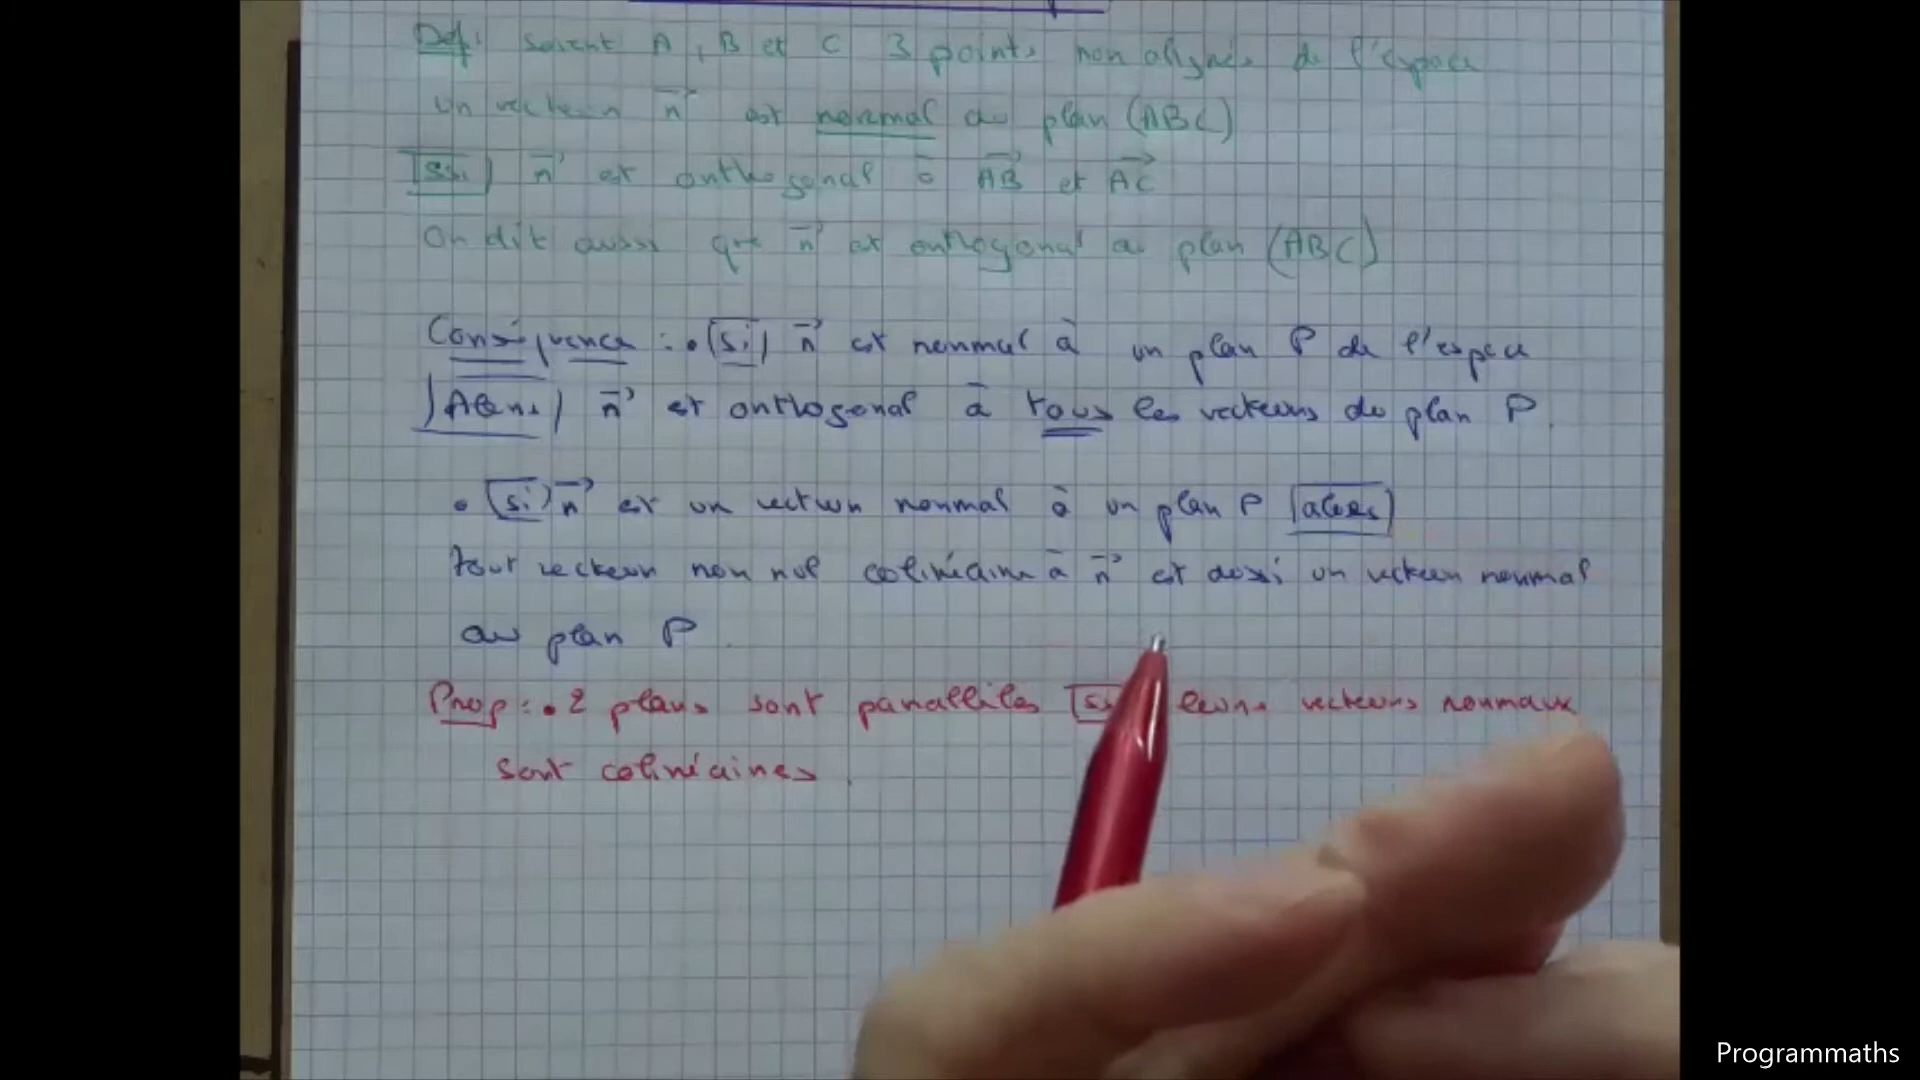 Def: soient A, B et C 3 points non alignés de l'espace
Un vecteur n⃗ est normal au plan (ABC)
ssi n⃗ est orthogonal à AB⃗ et AC⃗
On dit aussi que n⃗ est orthogonal au plan (ABC)
Conséquence : • si n⃗ est normal à un plan P de l'espace
Alors n⃗ est orthogonal à tous les vecteurs du plan P.
• si n⃗ est un vecteur normal à un plan P alors
tout vecteur non nul colinéaire à n⃗ est aussi un vecteur normal
au plan P.
Prop: • 2 plans sont parallèles leurs vecteurs normaux
sont colinéaires.
Programmaths